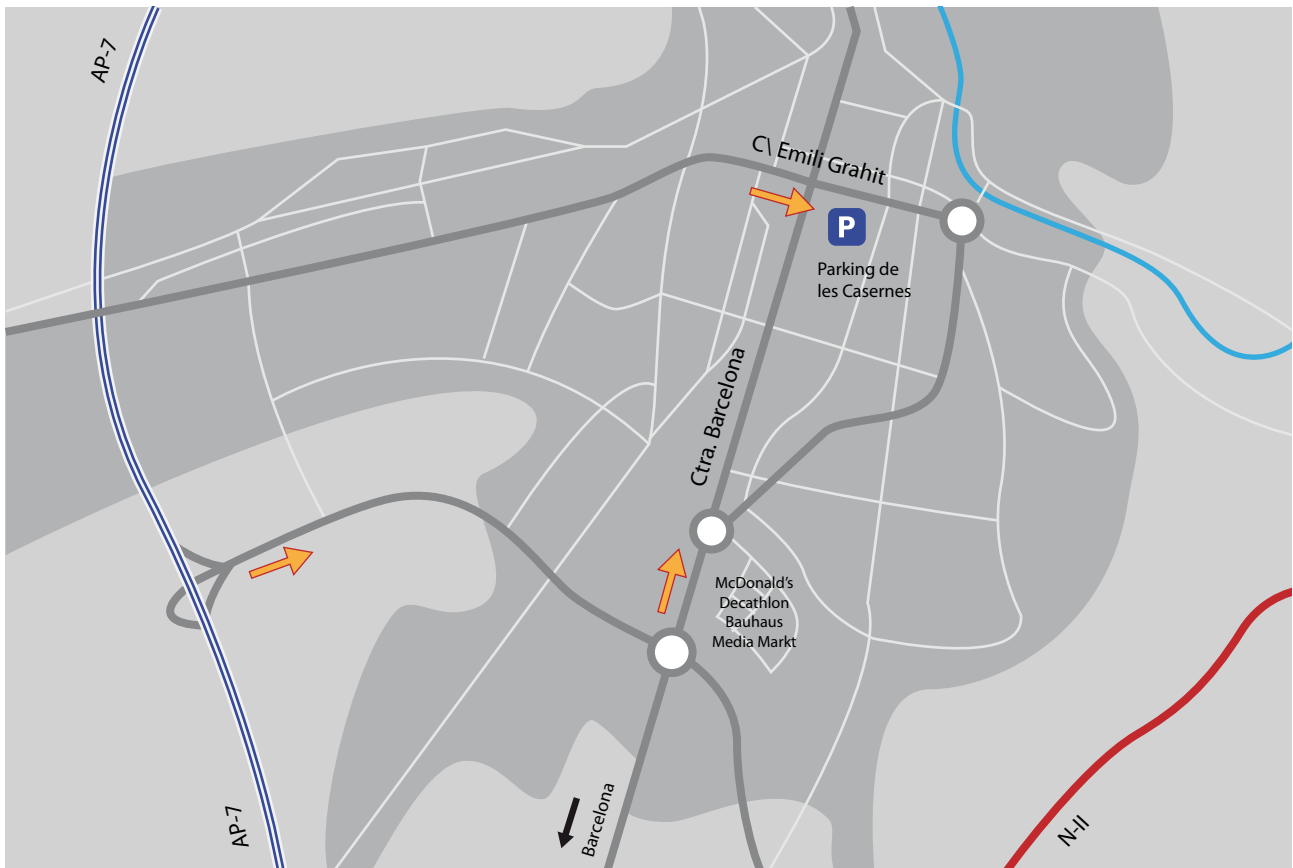 AP-7
C\ Emili Grahit
P
Parking de
les Casernes
Ctra. Barcelona
McDonald's
Decathlon
Bauhaus
Media Markt
Barcelona
AP-7
N-II